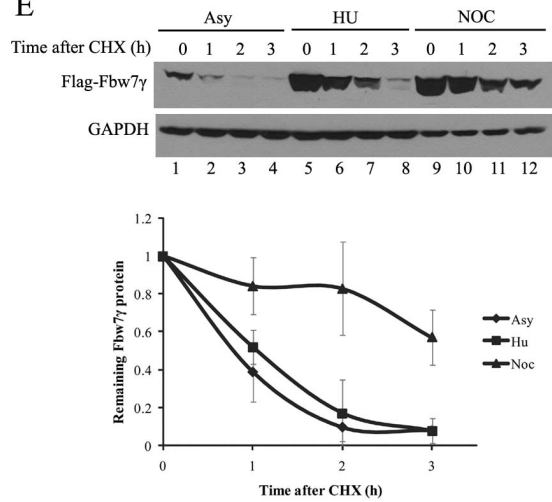 E
Asy HU NOC
Time after CHX (h) 0 1 2 3 0 1 2 3 0 1 2 3
Flag-Fbw7γ
GAPDH
1 2 3 4 5 6 7 8 9 10 11 12
1.2
1
0.8
0.6
0.4
0.2
0
Remaining Fbw7γ protein
0 1 2 3
Time after CHX (h)
Asy
Hu
Noc